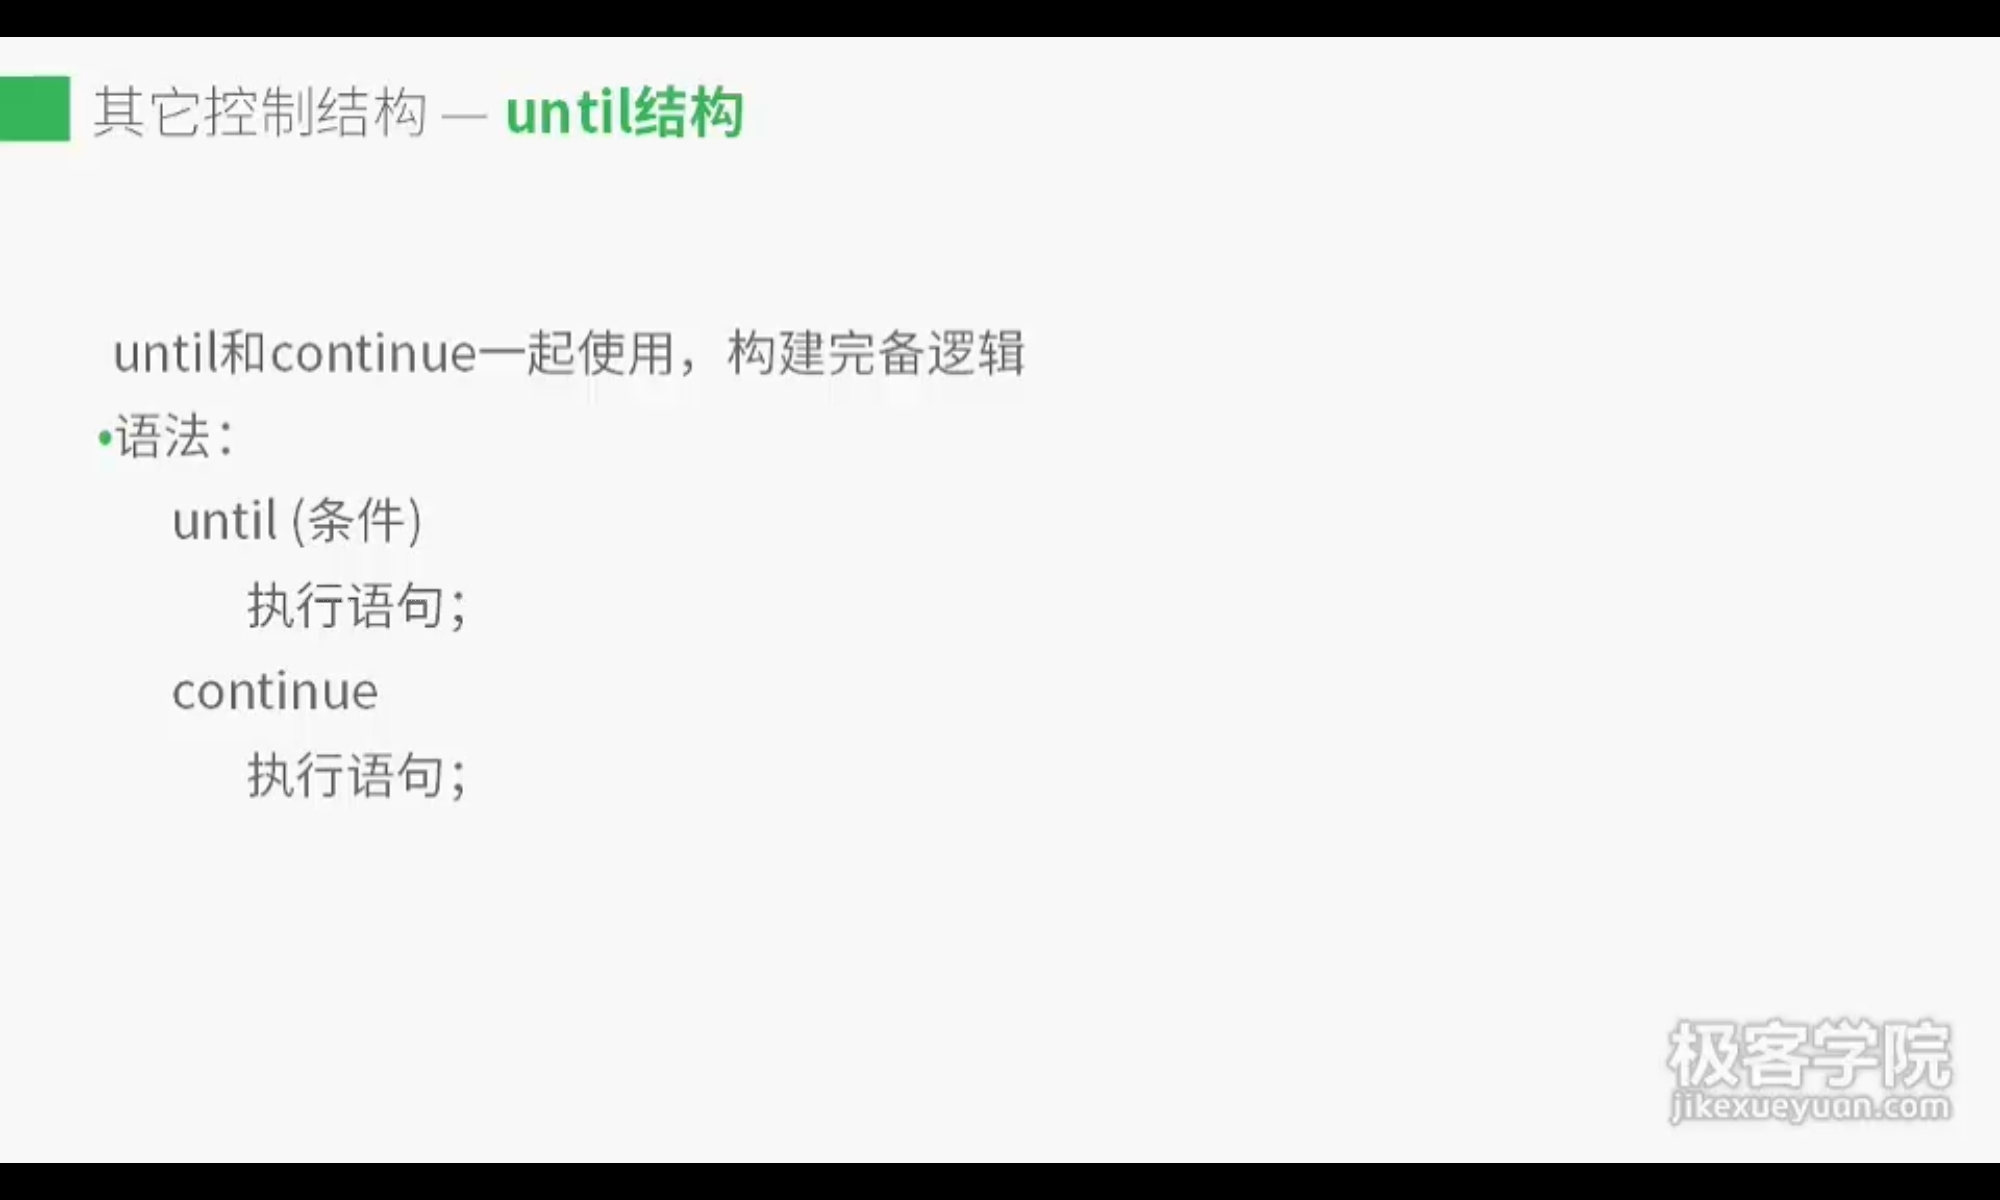 其它控制结构 — until结构
until和continue一起使用，构建完备逻辑
•语法：
until (条件)
执行语句；
continue
执行语句；
极客学院
jikexueyuan.com